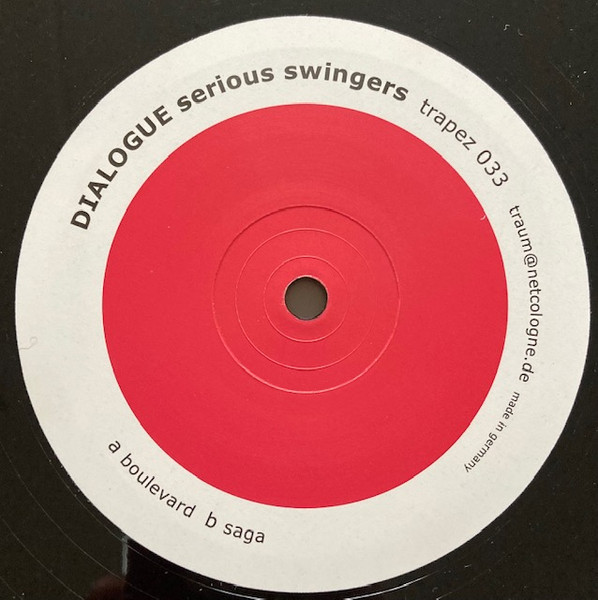 DIALOGUE serious swingers
trapez 033
traum@netcologne.de
made in germany
a boulevard b saga